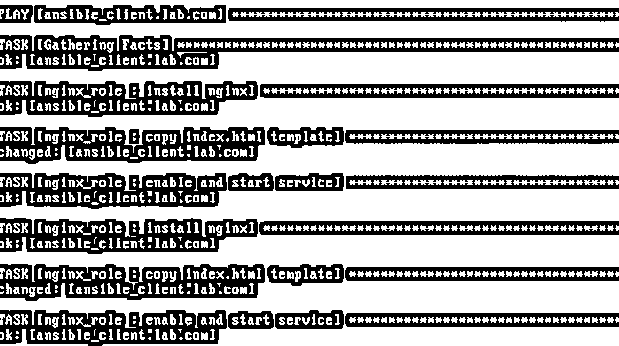 PLAY [ansible_client.lab.com] ******************************************************
TASK [Gathering Facts] *************************************************************
ok: [ansible_client.lab.com]
TASK [nginx_role : install nginx] **************************************************
ok: [ansible_client.lab.com]
TASK [nginx_role : copy index.html template] ***************************************
changed: [ansible_client.lab.com]
TASK [nginx_role : enable and start service] ***************************************
ok: [ansible_client.lab.com]
TASK [nginx_role : install nginx] **************************************************
ok: [ansible_client.lab.com]
TASK [nginx_role : copy index.html template] ***************************************
changed: [ansible_client.lab.com]
TASK [nginx_role : enable and start service] ***************************************
ok: [ansible_client.lab.com]